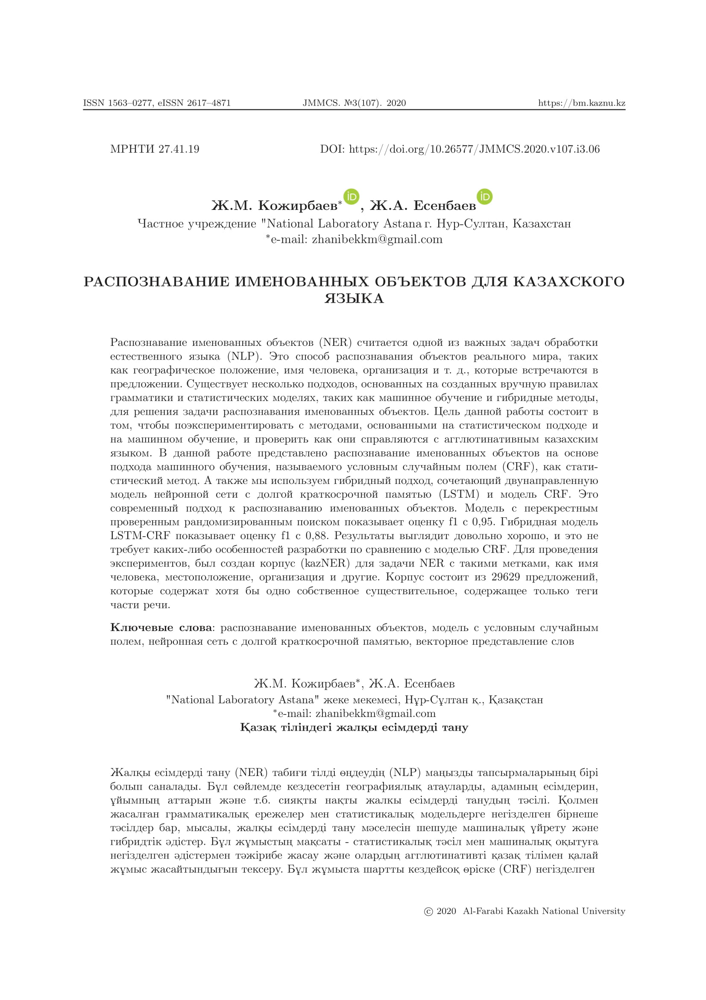 ISSN 1563–0277, eISSN 2617–4871 JMMCS. №3(107). 2020 https://bm.kaznu.kz
МРНТИ 27.41.19 DOI: https://doi.org/10.26577/JMMCS.2020.v107.i3.06
Ж.М. Кожирбаев* iD , Ж.А. Есенбаев iD
Частное учреждение "National Laboratory Astana г. Нур-Султан, Казахстан
*e-mail: zhanibekkm@gmail.com
РАСПОЗНАВАНИЕ ИМЕНОВАННЫХ ОБЪЕКТОВ ДЛЯ КАЗАХСКОГО
ЯЗЫКА
Распознавание именованных объектов (NER) считается одной из важных задач обработки
естественного языка (NLP). Это способ распознавания объектов реального мира, таких
как географическое положение, имя человека, организация и т. д., которые встречаются в
предложении. Существует несколько подходов, основанных на созданных вручную правилах
грамматики и статистических моделях, таких как машинное обучение и гибридные методы,
для решения задачи распознавания именованных объектов. Цель данной работы состоит в
том, чтобы поэкспериментировать с методами, основанными на статистическом подходе и
на машинном обучение, и проверить как они справляются с агглютинативным казахским
языком. В данной работе представлено распознавание именованных объектов на основе
подхода машинного обучения, называемого условным случайным полем (CRF), как стати-
стический метод. А также мы используем гибридный подход, сочетающий двунаправленную
модель нейронной сети с долгой краткосрочной памятью (LSTM) и модель CRF. Это
современный подход к распознаванию именованных объектов. Модель с перекрестным
проверенным рандомизированным поиском показывает оценку f1 с 0,95. Гибридная модель
LSTM-CRF показывает оценку f1 с 0,88. Результаты выглядит довольно хорошо, и это не
требует каких-либо особенностей разработки по сравнению с моделью CRF. Для проведения
экспериментов, был создан корпус (kazNER) для задачи NER с такими метками, как имя
человека, местоположение, организация и другие. Корпус состоит из 29629 предложений,
которые содержат хотя бы одно собственное существительное, содержащее только теги
части речи.
Ключевые слова: распознавание именованных объектов, модель с условным случайным
полем, нейронная сеть с долгой краткосрочной памятью, векторное представление слов
Ж.М. Кожирбаев*, Ж.А. Есенбаев
"National Laboratory Astana" жеке мекемесі, Нұр-Сұлтан қ., Қазақстан
*e-mail: zhanibekkm@gmail.com
Қазақ тіліндегі жалқы есімдерді тану
Жалқы есімдерді тану (NER) табиғи тілді өңдеудің (NLP) маңызды тапсырмаларының бірі
болып саналады. Бұл сөйлемде кездесетін географиялық атауларды, адамның есімдерин,
ұйымның аттарын және т.б. сияқты нақты жалкы есімдерді танудың тәсілі. Қолмен
жасалған грамматикалық ережелер мен статистикалық модельдерге негізделген бірнеше
тәсілдер бар, мысалы, жалқы есімдерді тану мәселесін шешуде машиналық үйрету және
гибридтік әдістер. Бұл жұмыстың мақсаты - статистикалық тәсіл мен машиналық оқытуға
негізделген әдістермен тәжірибе жасау және олардың агглютинативті қазақ тілімен қалай
жұмыс жасайтындығын тексеру. Бұл жұмыста шартты кездейсоқ өріске (CRF) негізделген
© 2020 Al-Farabi Kazakh National University